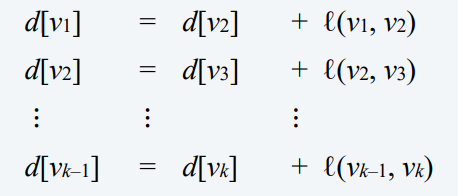 d[v1] = d[v2] + ℓ(v1, v2)
d[v2] = d[v3] + ℓ(v2, v3)
⋮ ⋮ ⋮
d[vk−1] = d[vk] + ℓ(vk−1, vk)